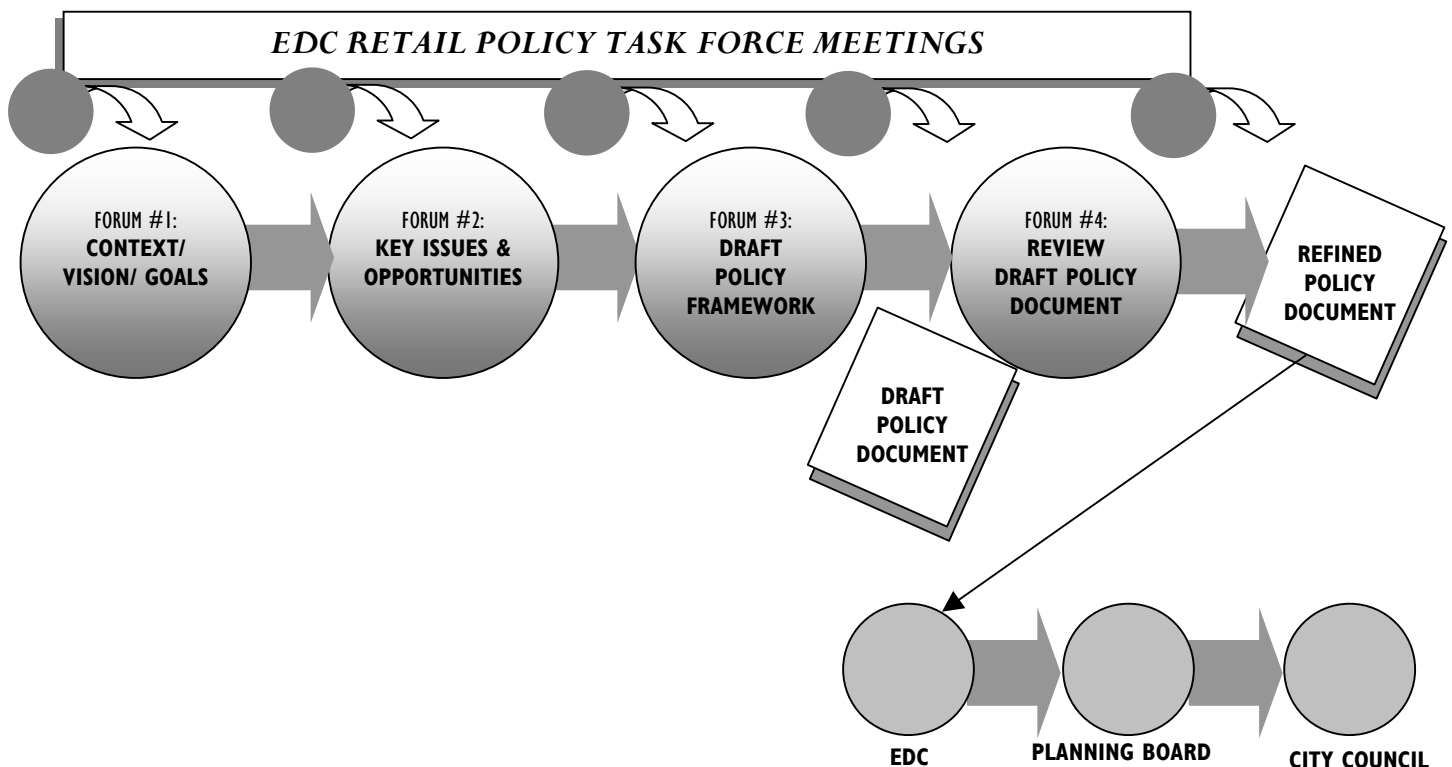 EDC RETAIL POLICY TASK FORCE MEETINGS
FORUM #1:
CONTEXT/
VISION/ GOALS
FORUM #2:
KEY ISSUES &
OPPORTUNITIES
FORUM #3:
DRAFT
POLICY
FRAMEWORK
FORUM #4:
REVIEW
DRAFT POLICY
DOCUMENT
REFINED
POLICY
DOCUMENT
DRAFT
POLICY
DOCUMENT
EDC
PLANNING BOARD
CITY COUNCIL